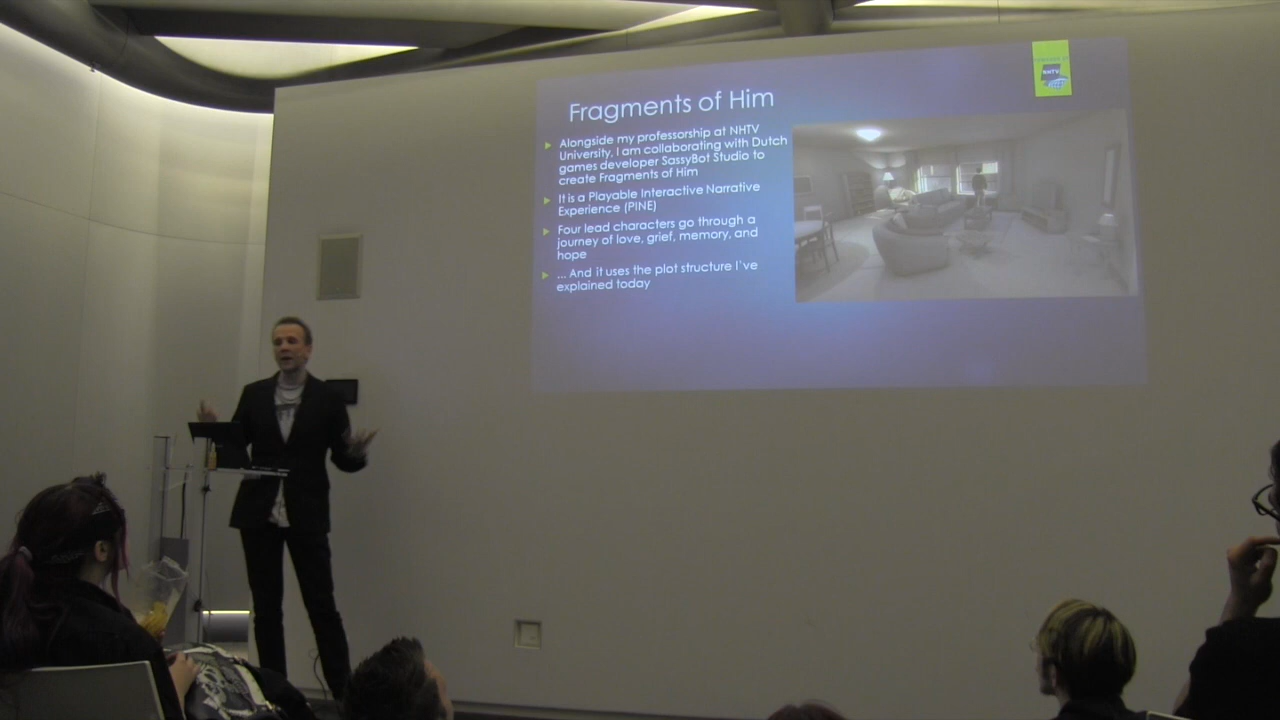 Fragments of Him
Alongside my professorship at NHTV
University, I am collaborating with Dutch
games developer SassyBot Studio to
create Fragments of Him
It is a Playable Interactive Narrative
Experience (PINE)
Four lead characters go through a
journey of love, grief, memory, and
hope
... And it uses the plot structure I've
explained today
NHTV